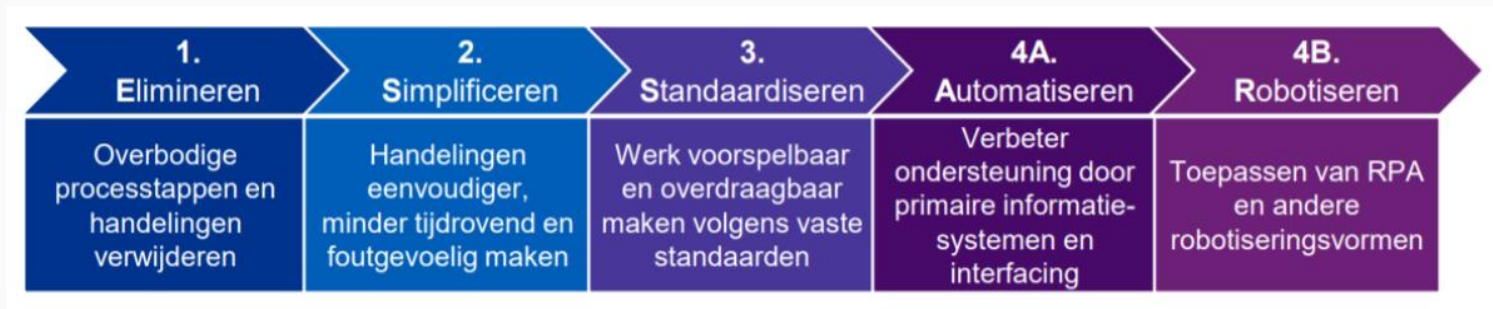 1.
Elimineren
2.
Simplificeren
3.
Standaardiseren
4A.
Automatiseren
4B.
Robotiseren
Overbodige
processtappen en
handelingen
verwijderen
Handelingen
eenvoudiger,
minder tijdrovend en
foutgevoelig maken
Werk voorspelbaar
en overdraagbaar
maken volgens vaste
standaarden
Verbeter
ondersteuning door
primaire informatie-
systemen en
interfacing
Toepassen van RPA
en andere
robotiseringsvormen